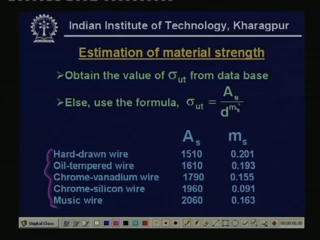 Indian Institute of Technology, Kharagpur
Estimation of material strength
➢Obtain the value of σut from data base
➢Else, use the formula, σut = As / d^ms
As ms
Hard-drawn wire 1510 0.201
Oil-tempered wire 1610 0.193
Chrome-vanadium wire 1790 0.155
Chrome-silicon wire 1960 0.091
Music wire 2060 0.163